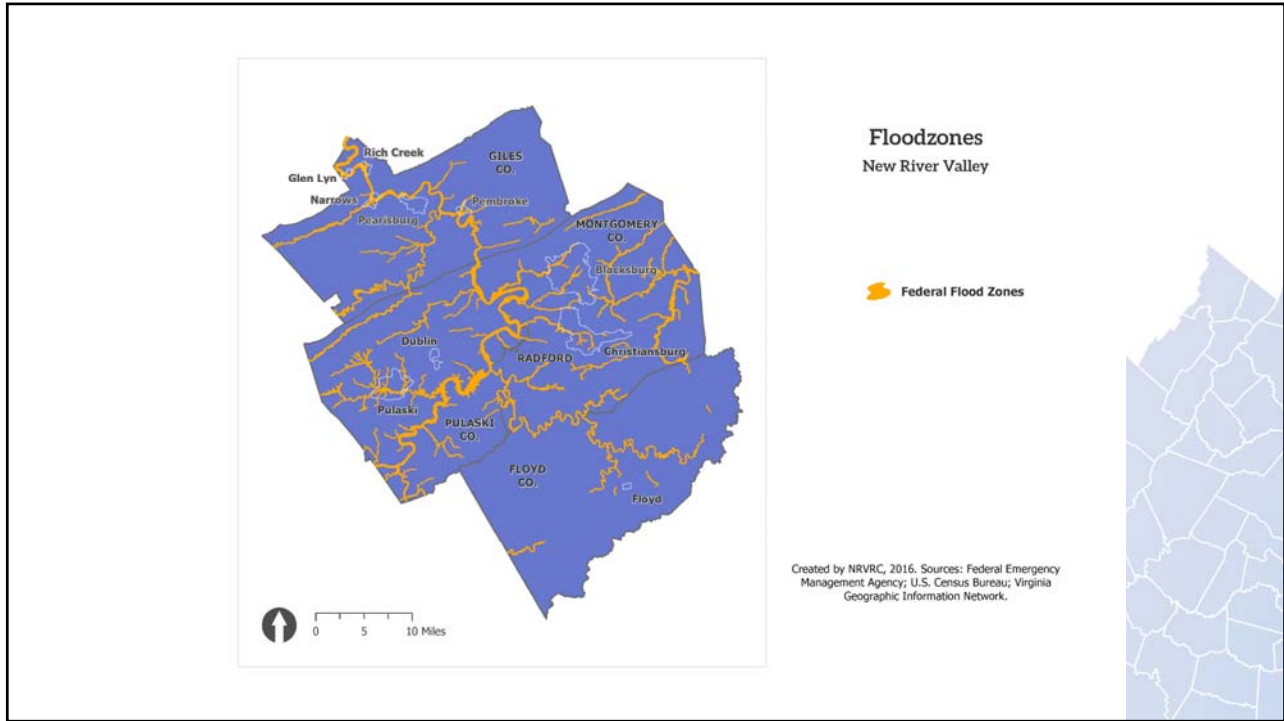 Floodzones
New River Valley
Rich Creek
GILES
CO.
Glen Lyn
Narrows
Pembroke
Pearisburg
MONTGOMERY
CO.
Blacksburg
Dublin
RADFORD
Christiansburg
Pulaski
PULASKI
CO.
FLOYD
CO.
Floyd
Federal Flood Zones
Created by NRVRC, 2016. Sources: Federal Emergency
Management Agency; U.S. Census Bureau; Virginia
Geographic Information Network.
0 5 10 Miles